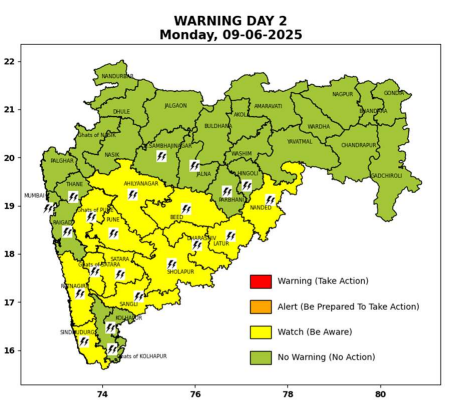 WARNING DAY 2
Monday, 09-06-2025
22
21
20
19
18
17
16
74
76
78
80
NANDURBAR
DHULE
JALGAON
Ghats of NASIK
NASIK
SAMBHAJINAGAR
BULDHANA
AKOLA
AMARAVATI
NAGPUR
GONDIA
BHANDARA
WARDHA
WASHIM
YAVATMAL
CHANDRAPUR
GADCHIROLI
PALGHAR
THANE
MUMBAI
RAIGAD
AHILYANAGAR
JALNA
HINGOLI
PARBHANI
NANDED
Ghats of PUNE
PUNE
BEED
DHARASHIV
LATUR
SATARA
Ghats of SATARA
SHOLAPUR
RATNAGIRI
SANGLI
KOLHAPUR
SINDHUDURG
Ghats of KOLHAPUR
Warning (Take Action)
Alert (Be Prepared To Take Action)
Watch (Be Aware)
No Warning (No Action)